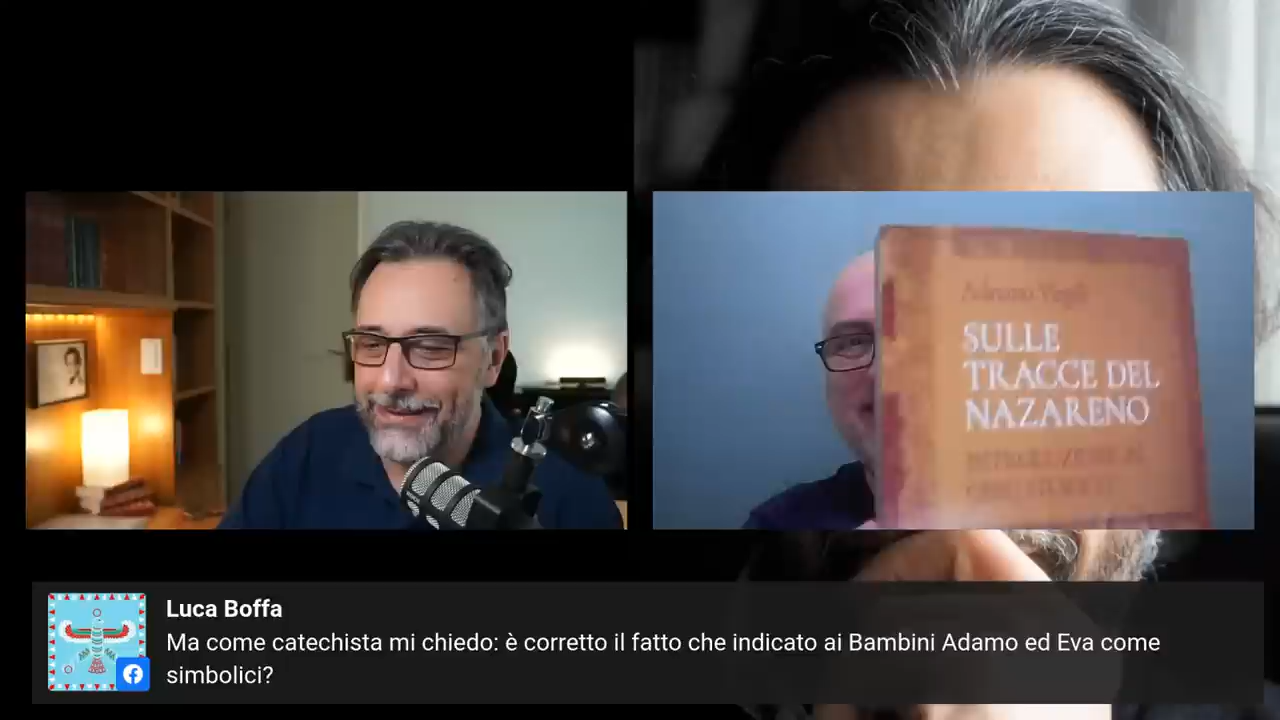 SULLE
TRACCE DEL
NAZARENO
Luca Boffa
Ma come catechista mi chiedo: è corretto il fatto che indicato ai Bambini Adamo ed Eva come
simbolici?